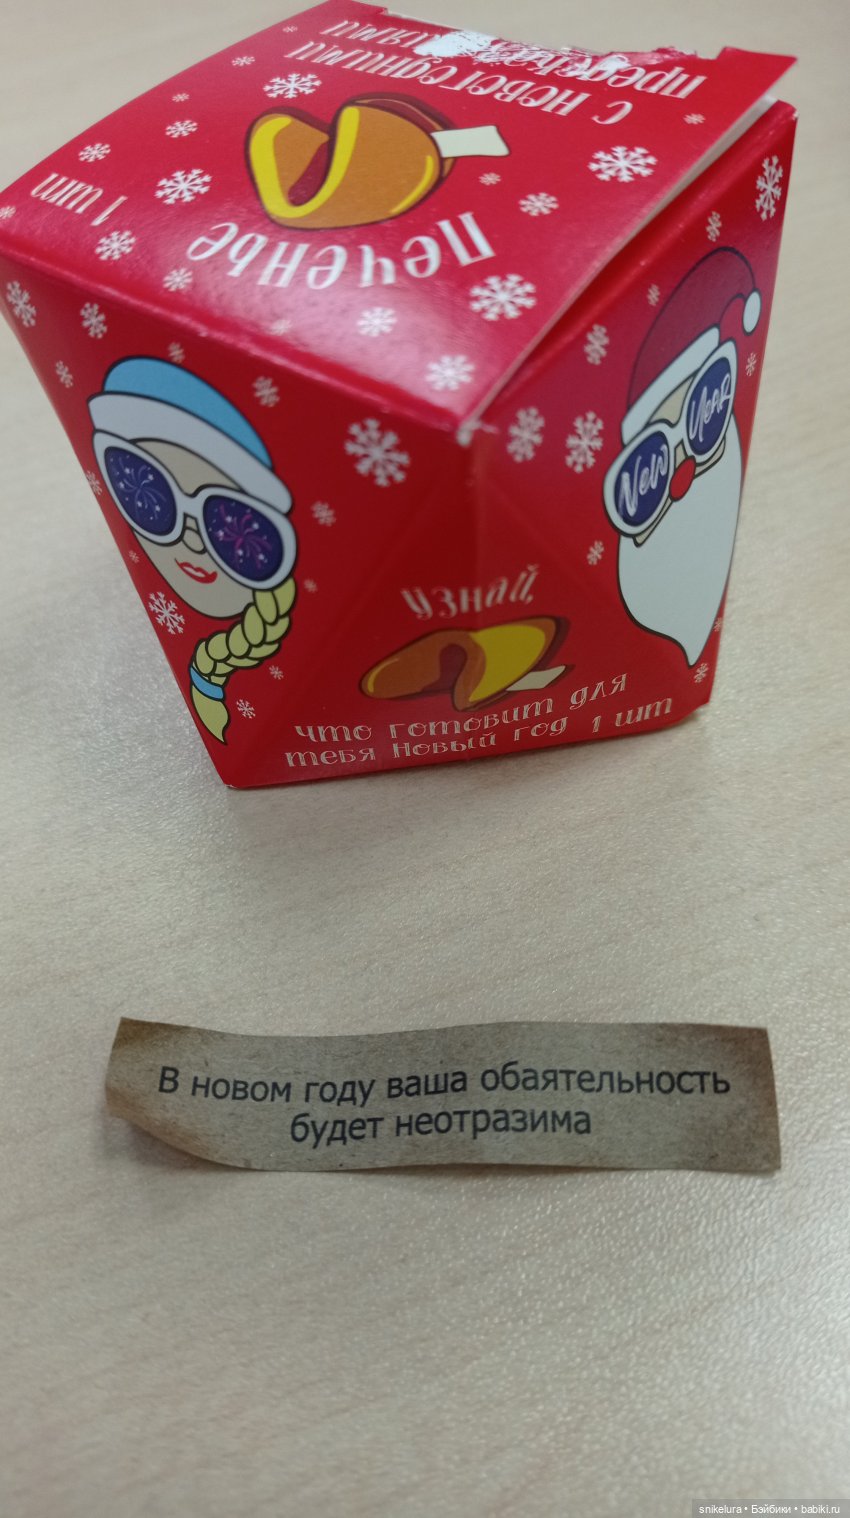 с новогодними
предсказаниями
Печенье
1 шт
NEW YEAR
Узнай,
что готовит для
тебя Новый год 1 шт
В новом году ваша обаятельность
будет неотразима
snikelura • Бэйбики • babiki.ru